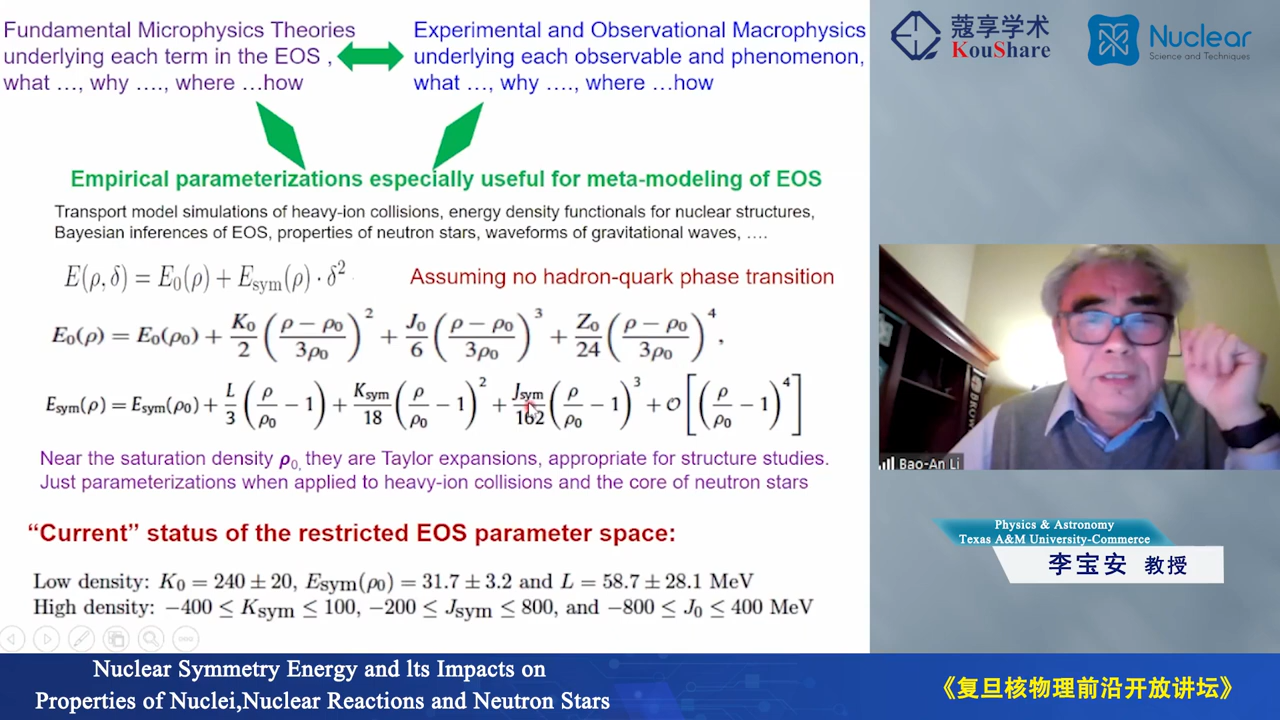 Fundamental Microphysics Theories
underlying each term in the EOS ,
what …, why …., where …how
Experimental and Observational Macrophysics
underlying each observable and phenomenon,
what …, why …., where …how
Empirical parameterizations especially useful for meta-modeling of EOS
Transport model simulations of heavy-ion collisions, energy density functionals for nuclear structures,
Bayesian inferences of EOS, properties of neutron stars, waveforms of gravitational waves, ….
E(ρ, δ) = E₀(ρ) + E_sym(ρ) · δ²
Assuming no hadron-quark phase transition
E₀(ρ) = E₀(ρ₀) + K₀/2 ((ρ − ρ₀)/3ρ₀)² + J₀/6 ((ρ − ρ₀)/3ρ₀)³ + Z₀/24 ((ρ − ρ₀)/3ρ₀)⁴,
E_sym(ρ) = E_sym(ρ₀) + L/3 (ρ/ρ₀ − 1) + K_sym/18 (ρ/ρ₀ − 1)² + J_sym/162 (ρ/ρ₀ − 1)³ + O[(ρ/ρ₀ − 1)⁴]
Near the saturation density ρ₀, they are Taylor expansions, appropriate for structure studies.
Just parameterizations when applied to heavy-ion collisions and the core of neutron stars
“Current” status of the restricted EOS parameter space:
Low density: K₀ = 240 ± 20, E_sym(ρ₀) = 31.7 ± 3.2 and L = 58.7 ± 28.1 MeV
High density: −400 ≤ K_sym ≤ 100, −200 ≤ J_sym ≤ 800, and −800 ≤ J₀ ≤ 400 MeV
蔻享学术
KouShare
Nuclear
Science and Techniques
Bao-An Li
Physics & Astronomy
Texas A&M University-Commerce
李宝安 教授
Nuclear Symmetry Energy and lts Impacts on
Properties of Nuclei,Nuclear Reactions and Neutron Stars
《复旦核物理前沿开放讲坛》